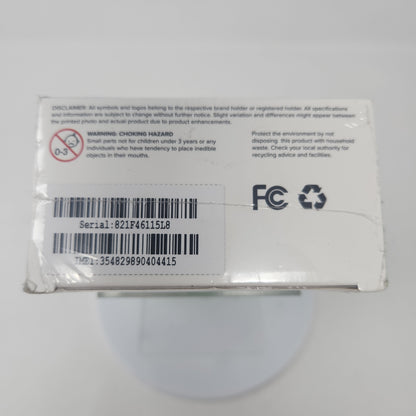 DISCLAIMER: All symbols and logos belong to the respective brand holder or registered holder. All specifications
and information are subject to change without further notice. Slight variation and differences might appear between
the printed photo and actual product due to product enhancements.
WARNING: CHOKING HAZARD
Small parts not for children under 3 years or any
individuals who have tendency to place inedible
objects in their mouths.
0-3
Protect the environment by not
disposing this product with household
waste. Check your local authority for
recycling advice and facilities.
FC
Serial:821F46115L8
IMEI:354829890404415